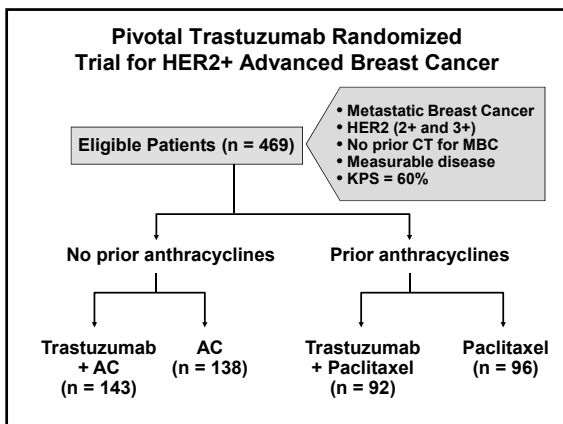 Pivotal Trastuzumab Randomized
Trial for HER2+ Advanced Breast Cancer
Eligible Patients (n = 469)
• Metastatic Breast Cancer
• HER2 (2+ and 3+)
• No prior CT for MBC
• Measurable disease
• KPS = 60%
No prior anthracyclines
Prior anthracyclines
Trastuzumab
+ AC
(n = 143)
AC
(n = 138)
Trastuzumab
+ Paclitaxel
(n = 92)
Paclitaxel
(n = 96)